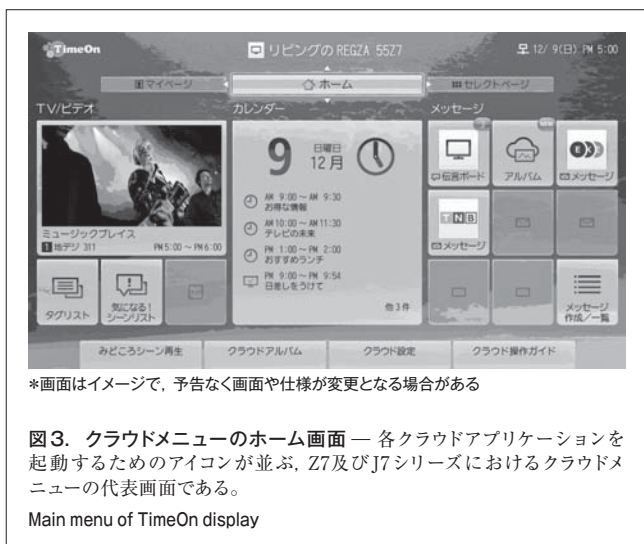 TimeOn
リビングの REGZA 55Z7
12/ 9(日) PM 5:00
マイページ
ホーム
セレクトページ
TV/ビデオ
カレンダー
メッセージ
ミュージックプレイス
1 地デジ 311 PM 5:00 ~ PM 6:00
タグリスト
気になる!
シーンリスト
9
日曜日
12月
AM 9:00 ~ AM 9:30
お得な情報
AM 10:00 ~ AM 11:30
テレビの未来
PM 1:00 ~ PM 2:00
おすすめランチ
PM 9:00 ~ PM 9:54
日差しをうけて
他3件
伝言ボード
アルバム
メッセージ
TNB
メッセージ
メッセージ
作成/一覧
みどころシーン再生
クラウドアルバム
クラウド設定
クラウド操作ガイド
*画面はイメージで,予告なく画面や仕様が変更となる場合がある
図3. クラウドメニューのホーム画面 — 各クラウドアプリケーションを
起動するためのアイコンが並ぶ,Z7及びJ7シリーズにおけるクラウドメ
ニューの代表画面である。
Main menu of TimeOn display